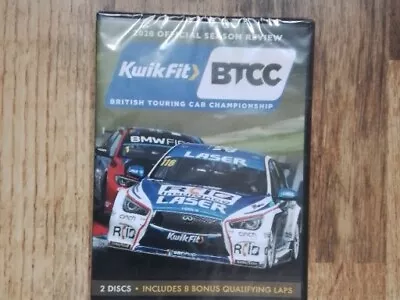 2020 OFFICIAL SEASON REVIEW
KwikFit
BTCC
BRITISH TOURING CAR CHAMPIONSHIP
BMW
LASER
116
LASER
KwikFit
2 DISCS • INCLUDES 8 BONUS QUALIFYING LAPS